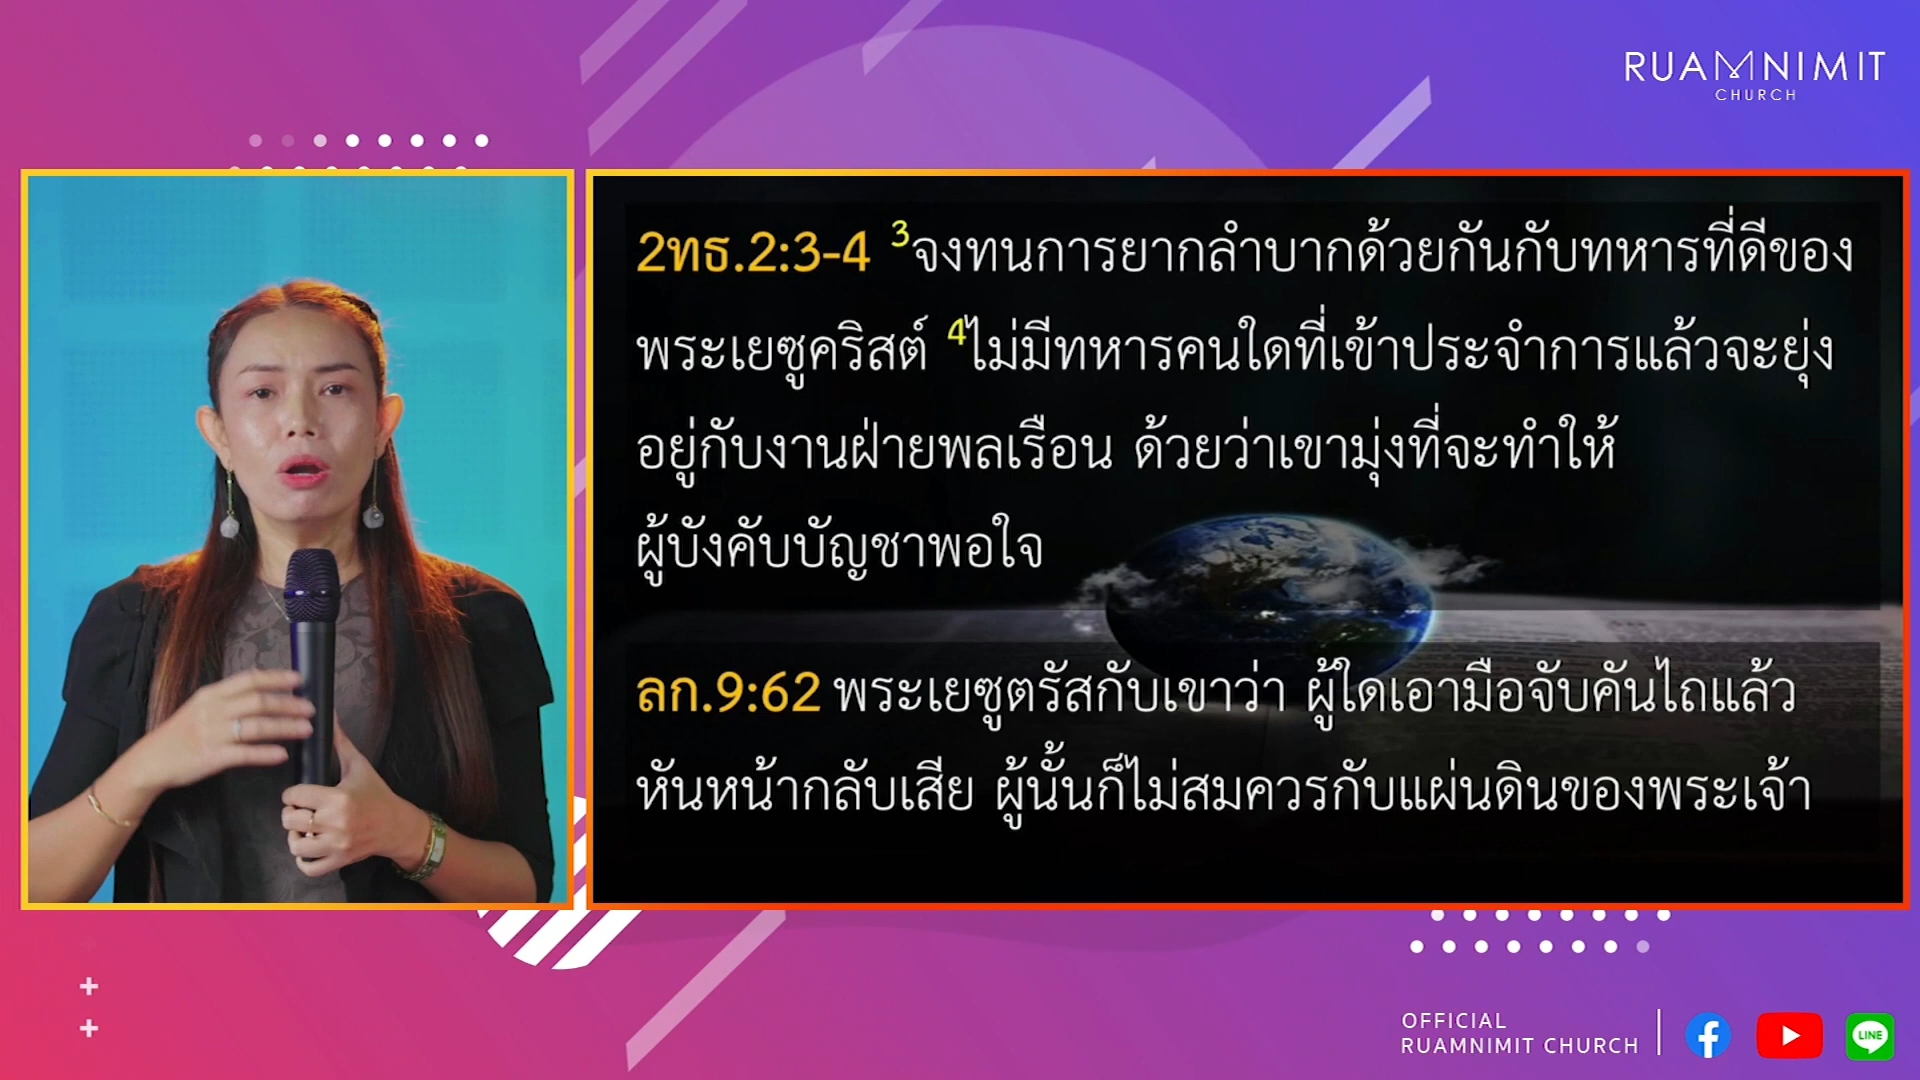 RUAMNIMIT
CHURCH
2ทธ.2:3-4 3จงทนการยากลำบากด้วยกันกับทหารที่ดีของ
พระเยซูคริสต์ 4ไม่มีทหารคนใดที่เข้าประจำการแล้วจะยุ่ง
อยู่กับงานฝ่ายพลเรือน ด้วยว่าเขามุ่งที่จะทำให้
ผู้บังคับบัญชาพอใจ
ลก.9:62 พระเยซูตรัสกับเขาว่า ผู้ใดเอามือจับคันไถแล้ว
หันหน้ากลับเสีย ผู้นั้นก็ไม่สมควรกับแผ่นดินของพระเจ้า
OFFICIAL
RUAMNIMIT CHURCH
LINE